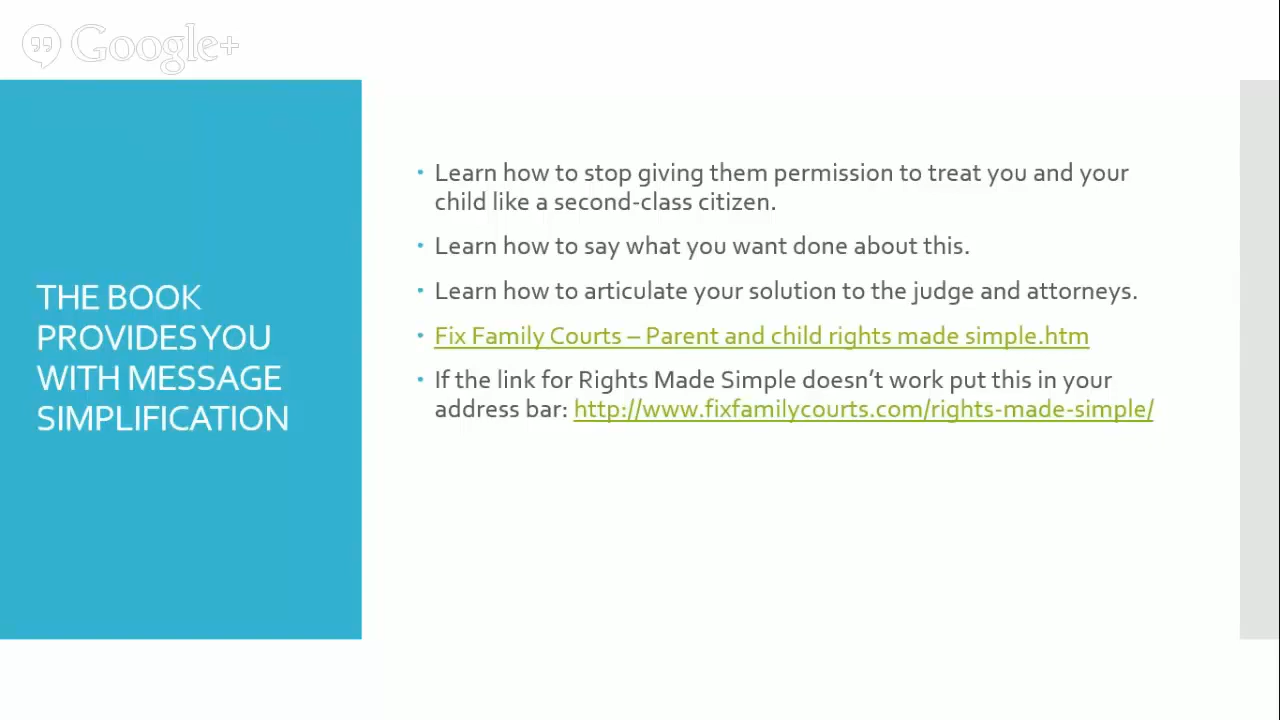 Google+
THE BOOK
PROVIDES YOU
WITH MESSAGE
SIMPLIFICATION
• Learn how to stop giving them permission to treat you and your
child like a second-class citizen.
• Learn how to say what you want done about this.
• Learn how to articulate your solution to the judge and attorneys.
• Fix Family Courts – Parent and child rights made simple.htm
• If the link for Rights Made Simple doesn’t work put this in your
address bar: http://www.fixfamilycourts.com/rights-made-simple/